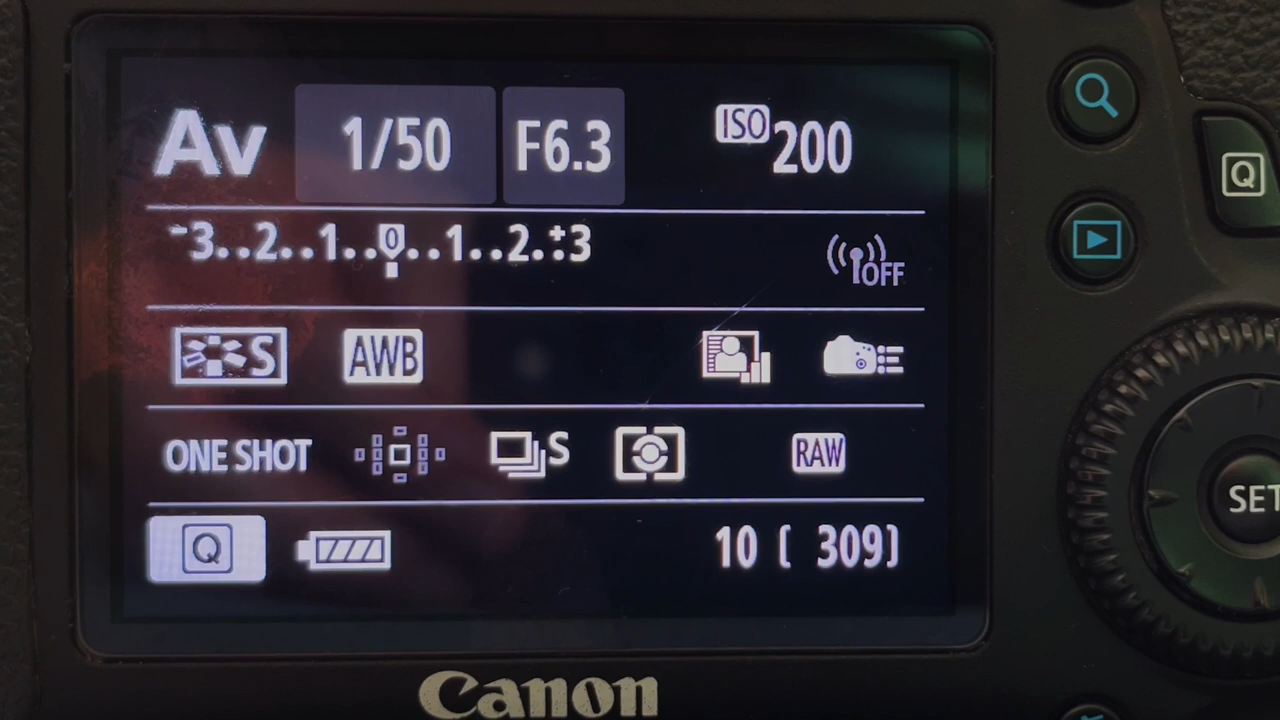 Av 1/50 F6.3 ISO 200
-3..2..1..0..1..2.:+3
OFF
S AWB
ONE SHOT S RAW
Q 10 [ 309]
Q
SET
Canon